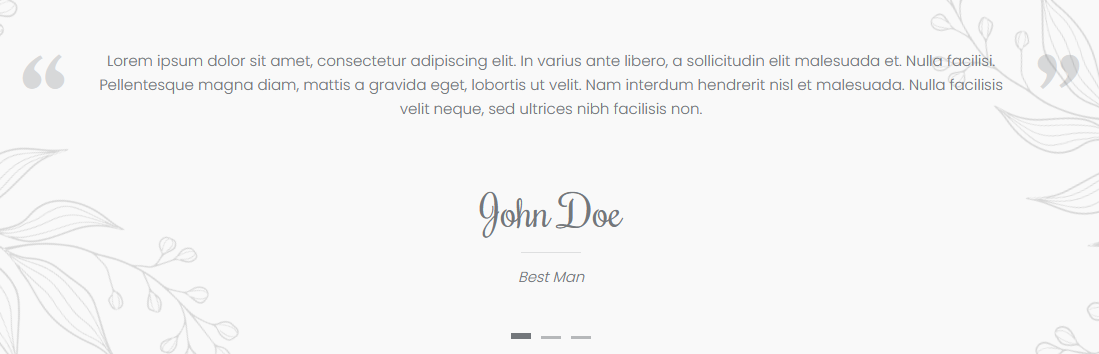 “ Lorem ipsum dolor sit amet, consectetur adipiscing elit. In varius ante libero, a sollicitudin elit malesuada et. Nulla facilisi. ”
Pellentesque magna diam, mattis a gravida eget, lobortis ut velit. Nam interdum hendrerit nisl et malesuada. Nulla facilisis
velit neque, sed ultrices nibh facilisis non.
John Doe
Best Man